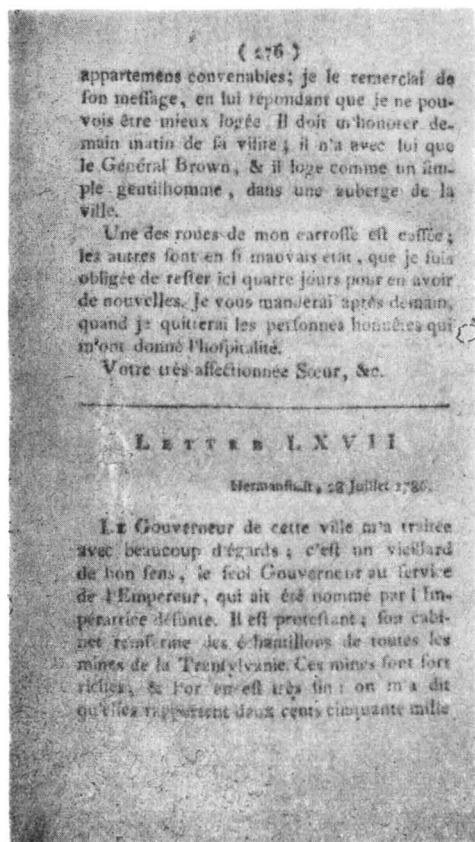 ( 276 )
appartemens convenables; je le remerciai de
ſon meſſage, en lui répondant que je ne pou-
vois être mieux logée. Il doit m'honorer de-
main matin de ſa viſite; il n'a avec lui que
le Général Brown, & il loge comme un ſim-
ple gentilhomme, dans une auberge de la
ville.
Une des roues de mon carroſſe eſt caſſée;
les autres ſont en ſi mauvais état, que je ſuis
obligée de reſter ici quatre jours pour en avoir
de nouvelles. Je vous manderai après demain,
quand je quitterai les perſonnes honnêtes qui
m'ont donné l'hoſpitalité.
Votre très-affectionnée Sœur, &c.
LETTRE LXVII
Hermanſtaſt, 28 Juillet 1786.
LE Gouverneur de cette ville m'a traitée
avec beaucoup d'égards; c'eſt un vieillard
de bon ſens, le ſeul Gouverneur au ſervice
de l'Empereur, qui ait été nommé par l'Im-
pératrice défunte. Il eſt proteſtant; ſon cabi-
net renferme des échantillons de toutes les
mines de la Tranſylvanie. Ces mines ſont fort
riches, & l'or en eſt très fin: on m'a dit
qu'elles rapportent deux cents cinquante mille